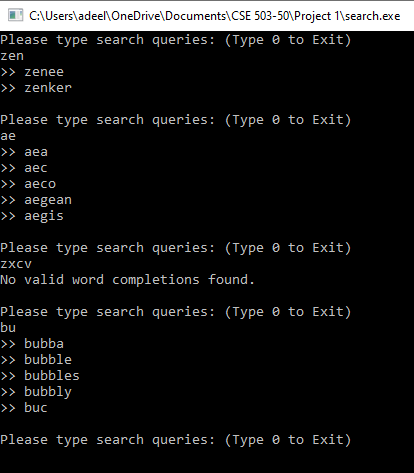 C:\Users\adeel\OneDrive\Documents\CSE 503-50\Project 1\search.exe
Please type search queries: (Type 0 to Exit)
zen
>> zenee
>> zenker
Please type search queries: (Type 0 to Exit)
ae
>> aea
>> aec
>> aeco
>> aegean
>> aegis
Please type search queries: (Type 0 to Exit)
zxcv
No valid word completions found.
Please type search queries: (Type 0 to Exit)
bu
>> bubba
>> bubble
>> bubbles
>> bubbly
>> buc
Please type search queries: (Type 0 to Exit)